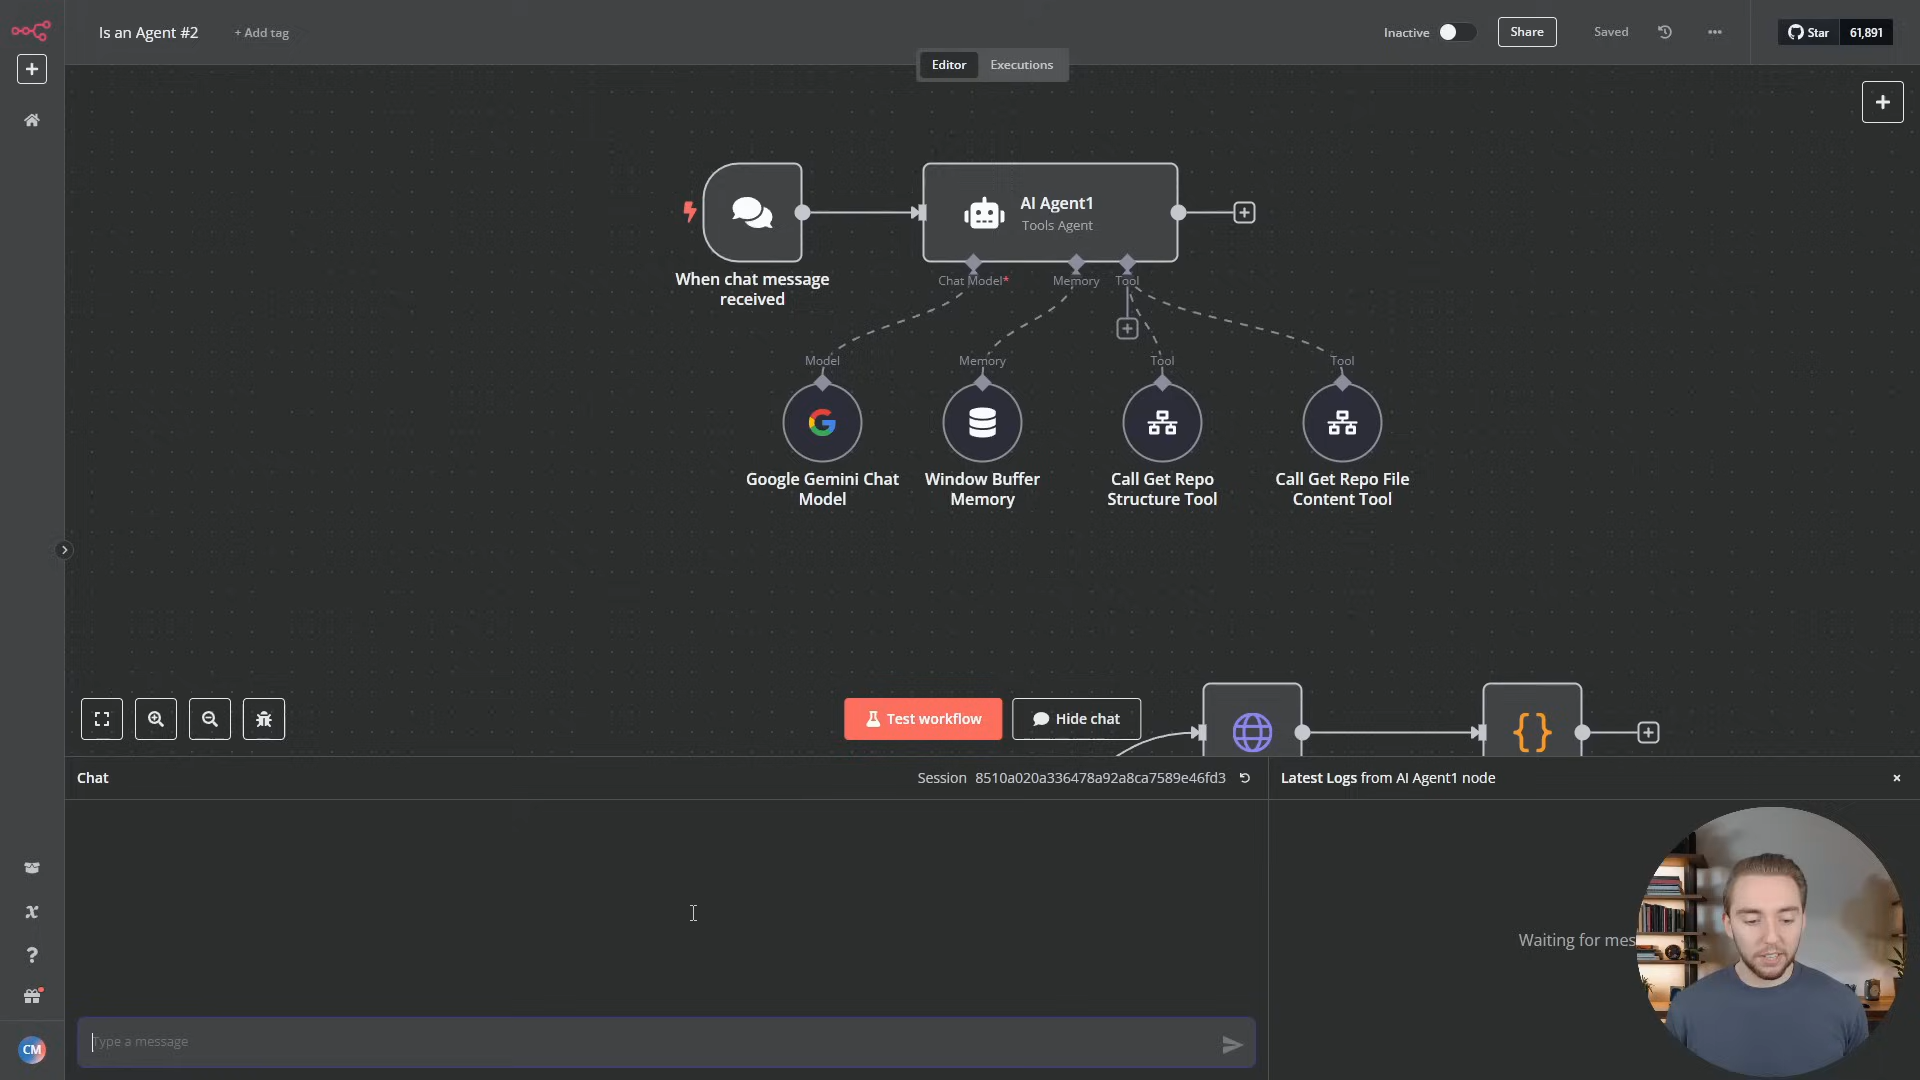 Is an Agent #2
+ Add tag
Inactive
Share
Saved
Star
61,891
Editor
Executions
AI Agent1
Tools Agent
When chat message
received
Chat Model*
Memory
Tool
Model
Memory
Tool
Tool
Google Gemini Chat
Model
Window Buffer
Memory
Call Get Repo
Structure Tool
Call Get Repo File
Content Tool
Test workflow
Hide chat
{}
Chat
Session 8510a020a336478a92a8ca7589e46fd3
Latest Logs from AI Agent1 node
Waiting for mes
Type a message
CM